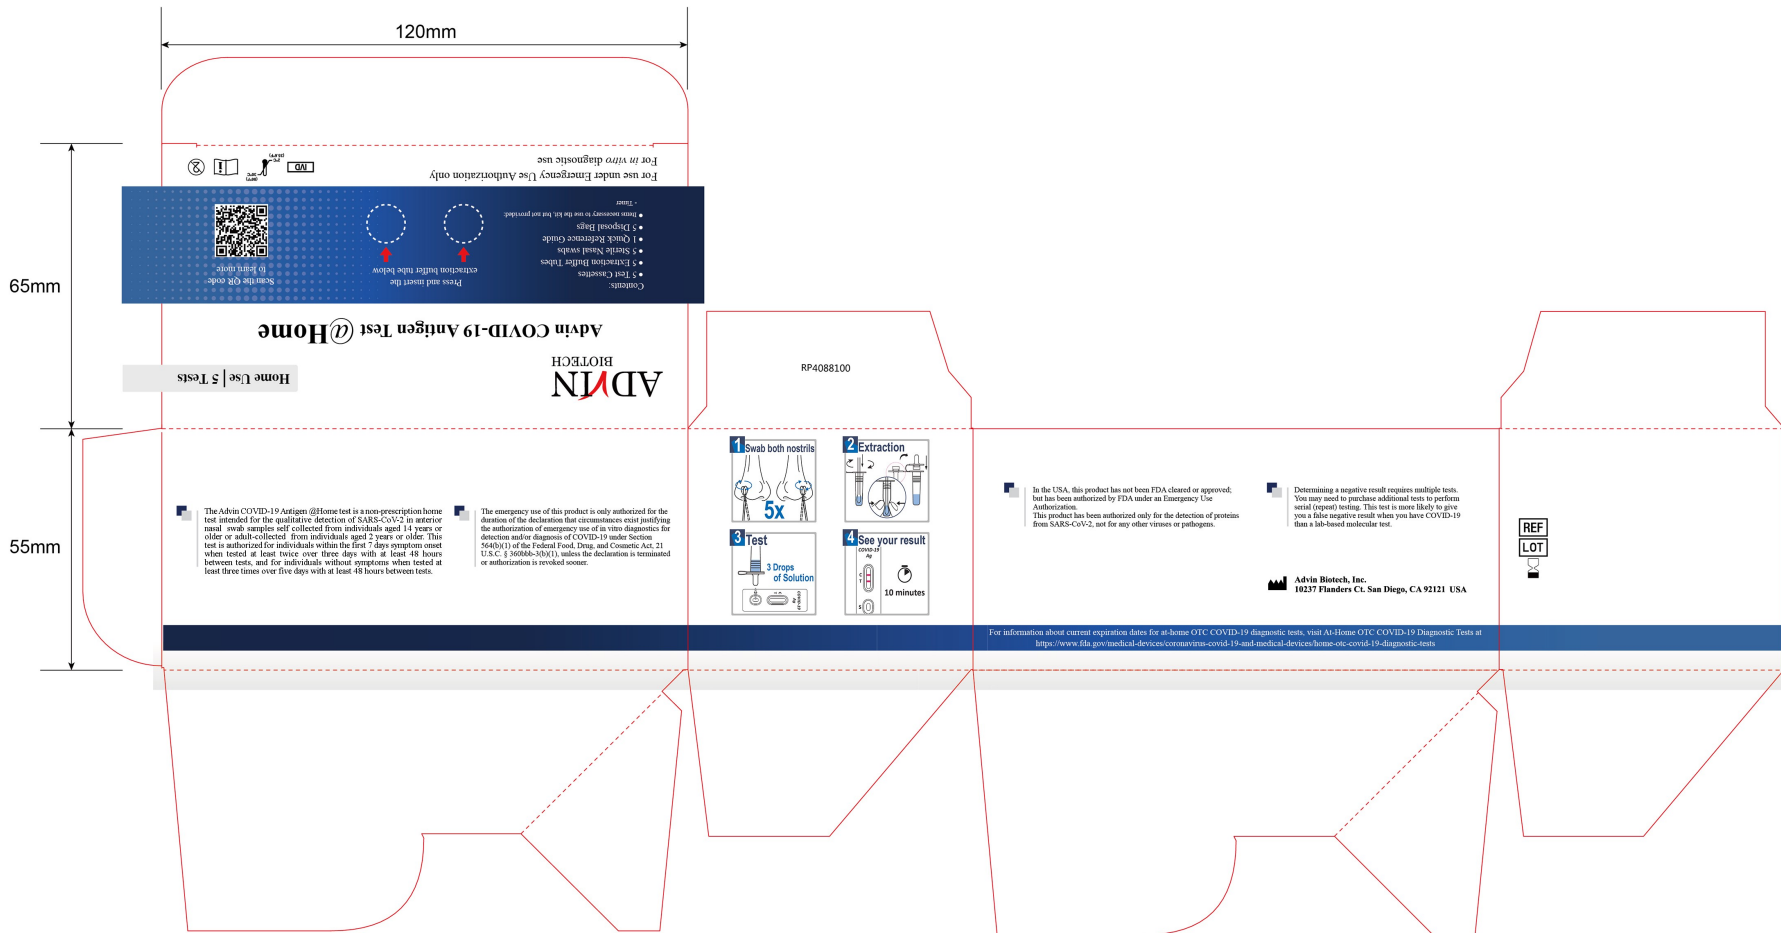 120mm
65mm
55mm
For use under Emergency Use Authorization only
For in vitro diagnostic use
IVD
Contents:
● 5 Test Cassettes
● 5 Extraction Buffer Tubes
● 5 Sterile Nasal swabs
● 1 Quick Reference Guide
● 5 Disposal Bags
● Items necessary to use the kit, but not provided:
- Timer
Press and insert the
extraction buffer tube below
Scan the QR code
to learn more
Advin COVID-19 Antigen Test @Home
ADVIN
BIOTECH
Home Use | 5 Tests
RP4088100
The Advin COVID-19 Antigen @Home test is a non-prescription home
test intended for the qualitative detection of SARS-CoV-2 in anterior
nasal swab samples self collected from individuals aged 14 years or
older or adult-collected from individuals aged 2 years or older. This
test is authorized for individuals within the first 7 days symptom onset
when tested at least twice over three days with at least 48 hours
between tests, and for individuals without symptoms when tested at
least three times over five days with at least 48 hours between tests.
The emergency use of this product is only authorized for the
duration of the declaration that circumstances exist justifying
the authorization of emergency use of in vitro diagnostics for
detection and/or diagnosis of COVID-19 under Section
564(b)(1) of the Federal Food, Drug, and Cosmetic Act, 21
U.S.C. § 360bbb-3(b)(1), unless the declaration is terminated
or authorization is revoked sooner.
1 Swab both nostrils
5x
2 Extraction
3 Test
3 Drops
of Solution
COVID-19
Ag
4 See your result
COVID-19
Ag
C
T
S
10 minutes
In the USA, this product has not been FDA cleared or approved;
but has been authorized by FDA under an Emergency Use
Authorization.
This product has been authorized only for the detection of proteins
from SARS-CoV-2, not for any other viruses or pathogens.
Determining a negative result requires multiple tests.
You may need to purchase additional tests to perform
serial (repeat) testing. This test is more likely to give
you a false negative result when you have COVID-19
than a lab-based molecular test.
Advin Biotech, Inc.
10237 Flanders Ct. San Diego, CA 92121 USA
REF
LOT
For information about current expiration dates for at-home OTC COVID-19 diagnostic tests, visit At-Home OTC COVID-19 Diagnostic Tests at
https://www.fda.gov/medical-devices/coronavirus-covid-19-and-medical-devices/home-otc-covid-19-diagnostic-tests